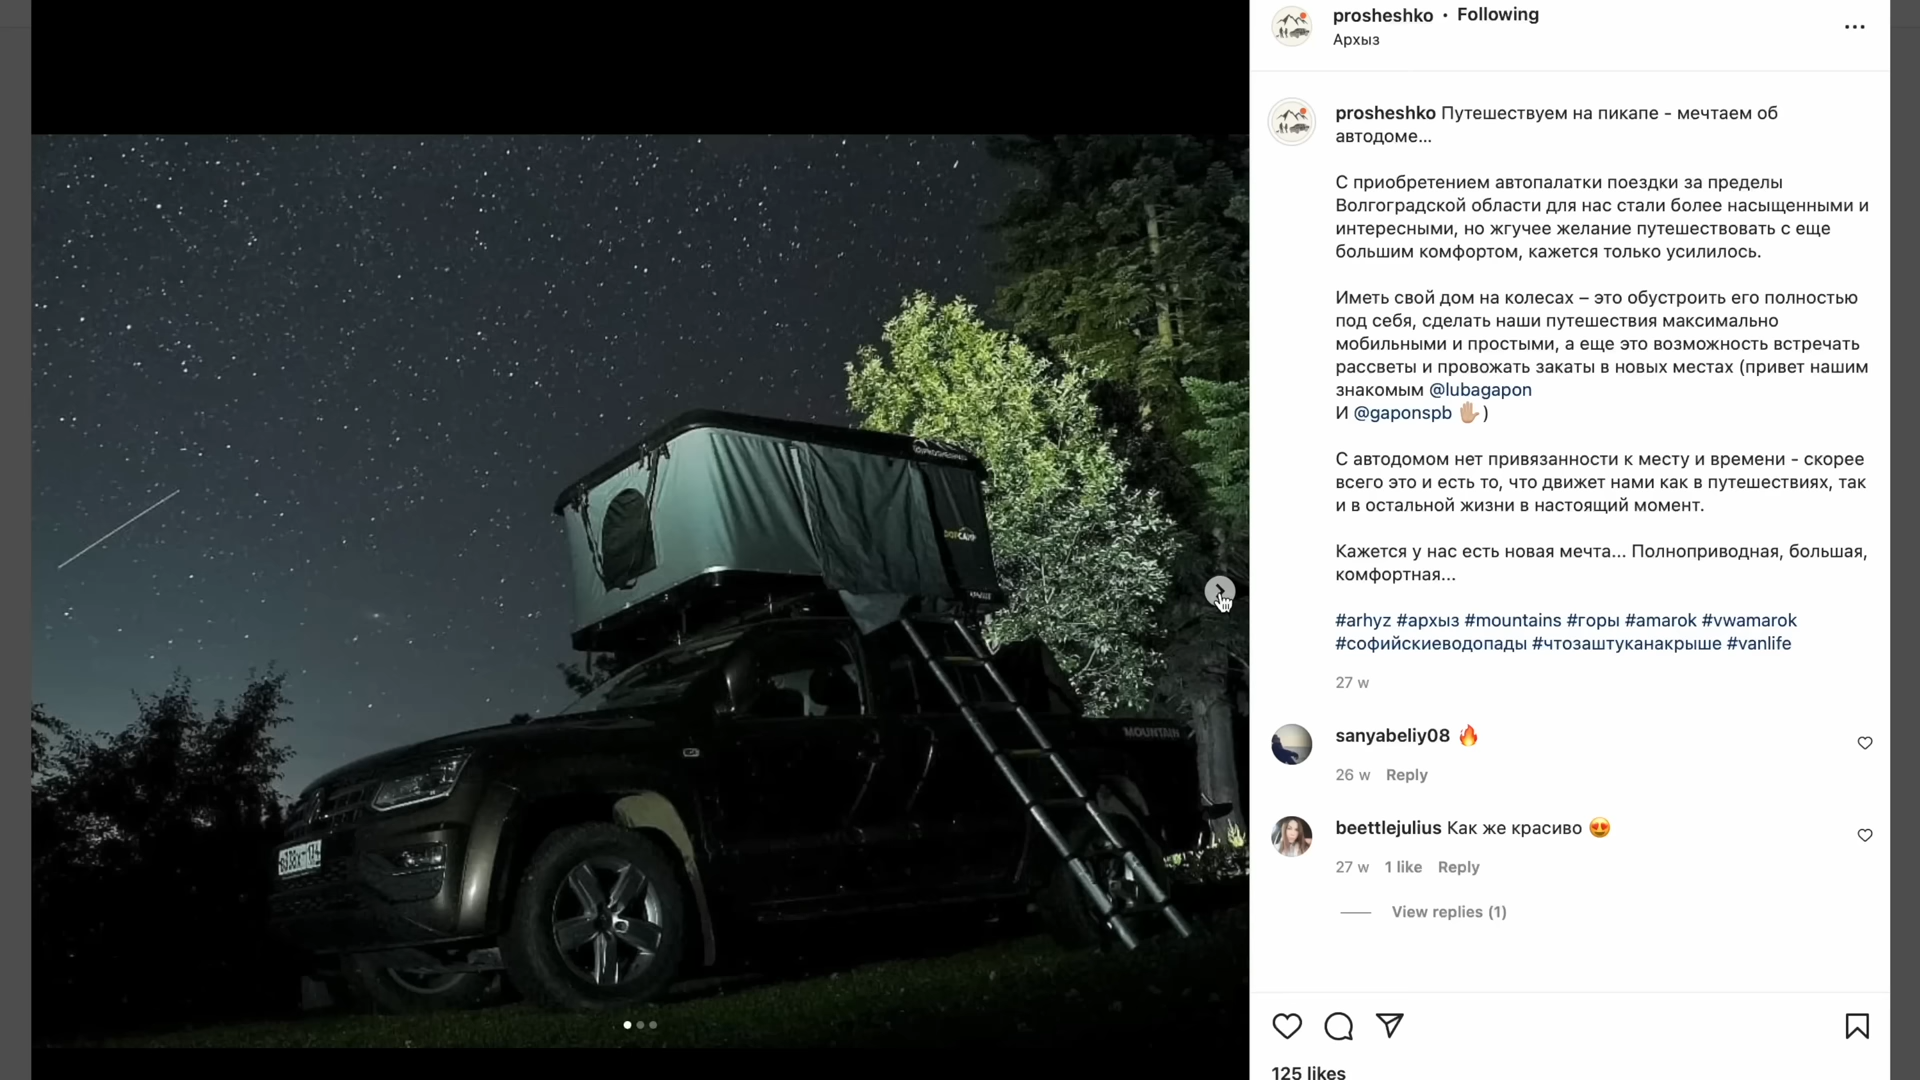 prosheshko • Following
Архыз
prosheshko Путешествуем на пикапе - мечтаем об
автодоме...
С приобретением автопалатки поездки за пределы
Волгоградской области для нас стали более насыщенными и
интересными, но жгучее желание путешествовать с еще
большим комфортом, кажется только усилилось.
Иметь свой дом на колесах – это обустроить его полностью
под себя, сделать наши путешествия максимально
мобильными и простыми, а еще это возможность встречать
рассветы и провожать закаты в новых местах (привет нашим
знакомым @lubagapon
И @gaponspb 🖐🏼 )
С автодомом нет привязанности к месту и времени - скорее
всего это и есть то, что движет нами как в путешествиях, так
и в остальной жизни в настоящий момент.
Кажется у нас есть новая мечта... Полноприводная, большая,
комфортная...
#arhyz #архыз #mountains #горы #amarok #vwamarok
#софийскиеводопады #чтозаштуканакрыше #vanlife
27 w
sanyabeliy08 🔥
26 w Reply
beettlejulius Как же красиво 😍
27 w 1 like Reply
View replies (1)
125 likes
MOUNTAIN